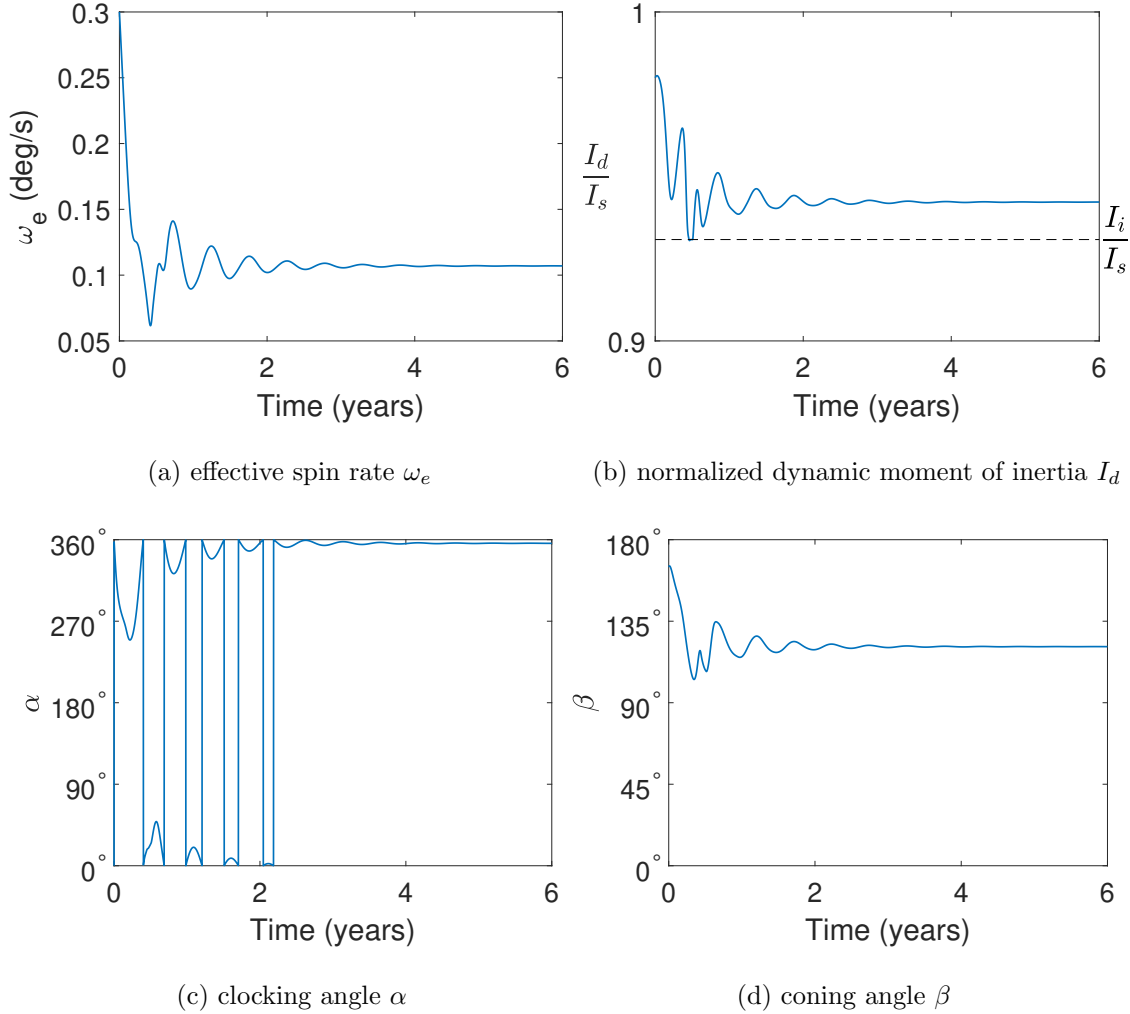 0.3
0.25
0.2
0.15
0.1
0.05
ω_e (deg/s)
0 2 4 6
Time (years)
(a) effective spin rate ω_e
1
0.9
I_d
I_s
I_i
I_s
0 2 4 6
Time (years)
(b) normalized dynamic moment of inertia I_d
360°
270°
180°
90°
0°
α
0 2 4 6
Time (years)
(c) clocking angle α
180°
135°
90°
45°
0°
β
0 2 4 6
Time (years)
(d) coning angle β